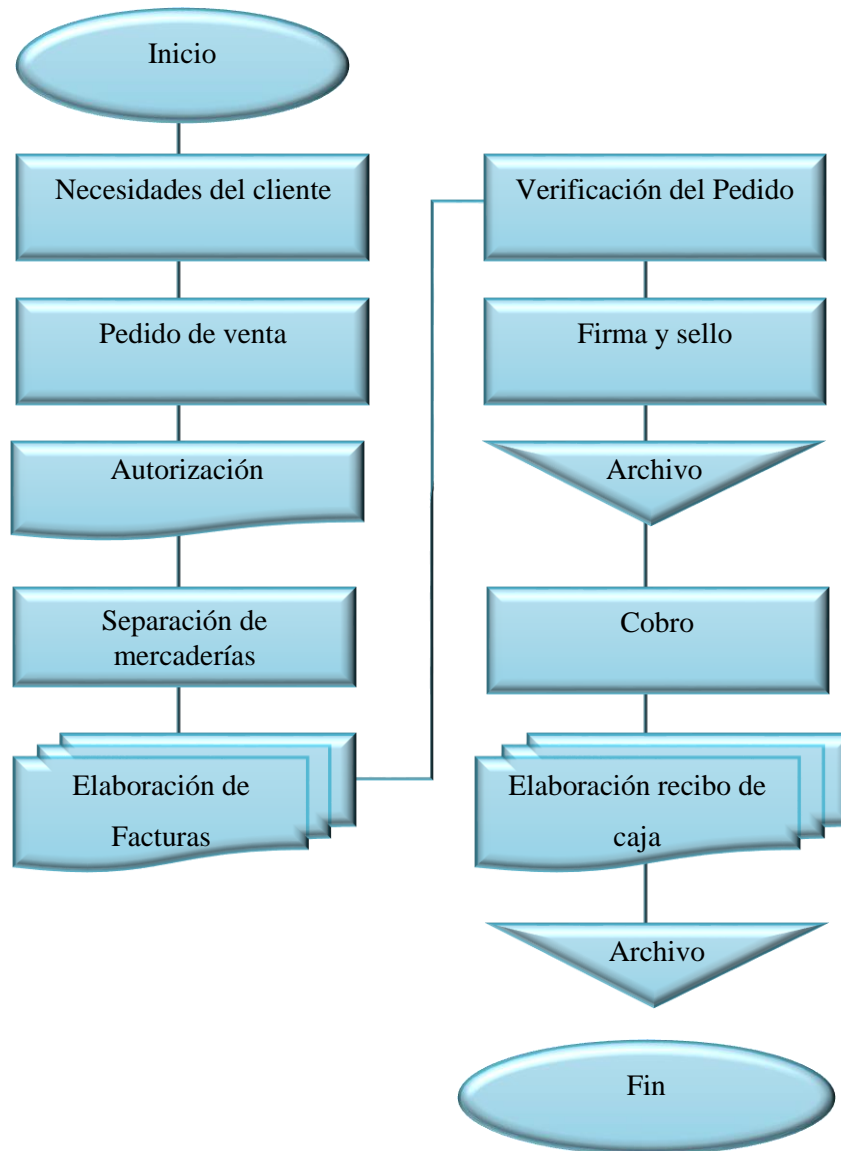 Inicio
Necesidades del cliente
Pedido de venta
Autorización
Separación de
mercaderías
Elaboración de
Facturas
Verificación del Pedido
Firma y sello
Archivo
Cobro
Elaboración recibo de
caja
Archivo
Fin